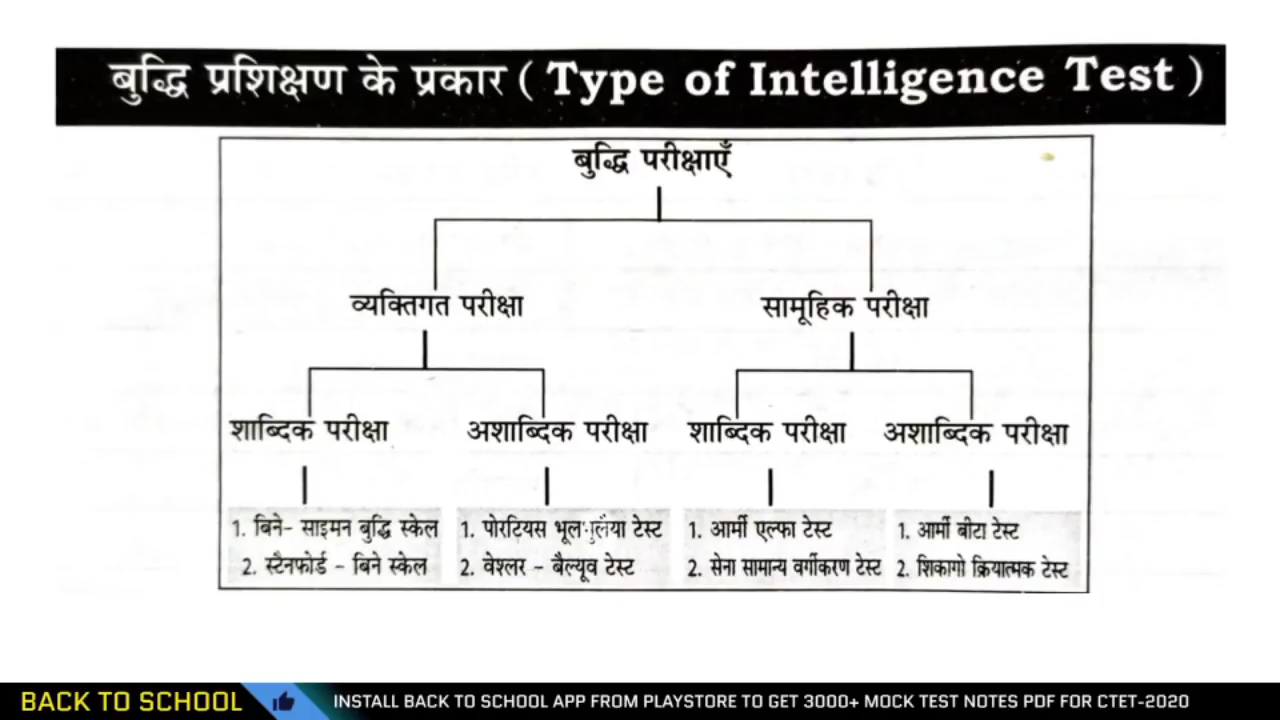 बुद्धि प्रशिक्षण के प्रकार ( Type of Intelligence Test )
बुद्धि परीक्षाएँ
व्यक्तिगत परीक्षा
सामूहिक परीक्षा
शाब्दिक परीक्षा
अशाब्दिक परीक्षा
शाब्दिक परीक्षा
अशाब्दिक परीक्षा
1. बिने- साइमन बुद्धि स्केल
2. स्टैनफोर्ड - बिने स्केल
1. पोरटियस टेस्ट
2. वेश्लर - बैल्यूव टेस्ट
1. आर्मी एल्फा टेस्ट
2. सेना सामान्य वर्गीकरण टेस्ट
1. आर्मी बीटा टेस्ट
2. शिकागो क्रियात्मक टेस्ट
BACK TO SCHOOL
INSTALL BACK TO SCHOOL APP FROM PLAYSTORE TO GET 3000+ MOCK TEST NOTES PDF FOR CTET-2020